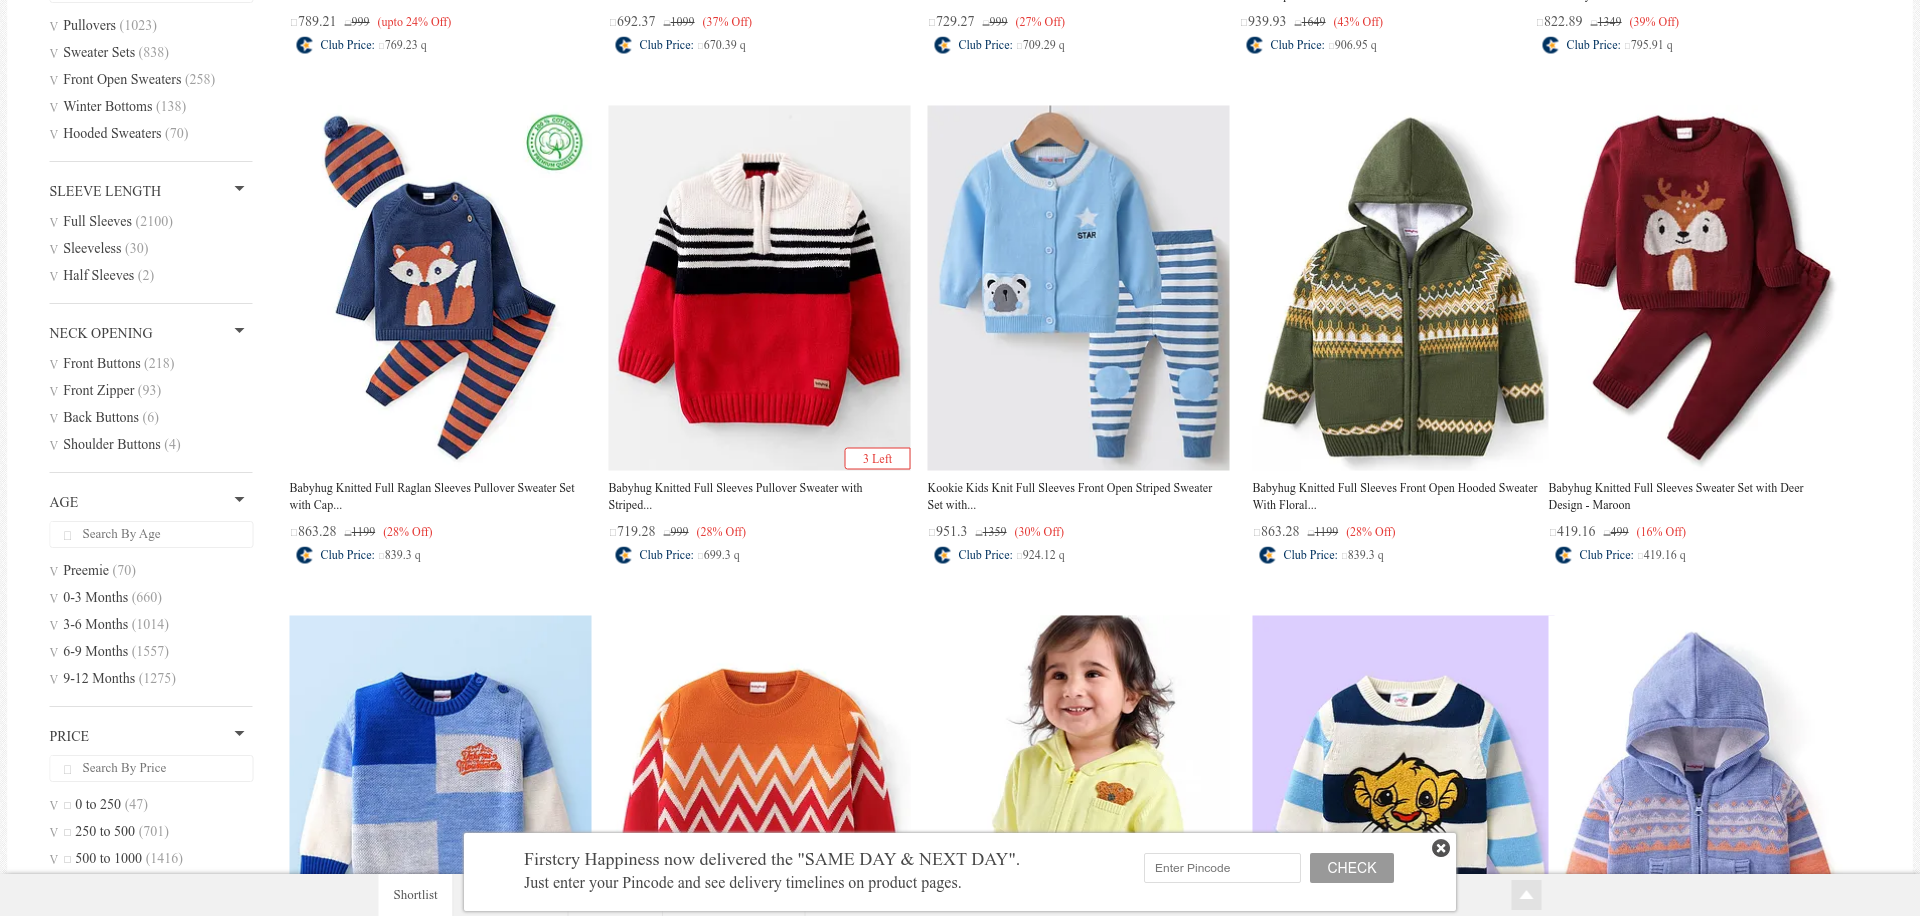 Pullovers (1023)
Sweater Sets (838)
Front Open Sweaters (258)
Winter Bottoms (138)
Hooded Sweaters (70)
SLEEVE LENGTH
Full Sleeves (2100)
Sleeveless (30)
Half Sleeves (2)
NECK OPENING
Front Buttons (218)
Front Zipper (93)
Back Buttons (6)
Shoulder Buttons (4)
AGE
Search By Age
Preemie (70)
0-3 Months (660)
3-6 Months (1014)
6-9 Months (1557)
9-12 Months (1275)
PRICE
Search By Price
0 to 250 (47)
250 to 500 (701)
500 to 1000 (1416)
789.21 999 (upto 24% Off)
Club Price: 769.23 q
692.37 1099 (37% Off)
Club Price: 670.39 q
729.27 999 (27% Off)
Club Price: 709.29 q
939.93 1649 (43% Off)
Club Price: 906.95 q
822.89 1349 (39% Off)
Club Price: 795.91 q
100% COTTON
PREMIUM QUALITY
Babyhug Knitted Full Raglan Sleeves Pullover Sweater Set
with Cap...
863.28 1199 (28% Off)
Club Price: 839.3 q
3 Left
Babyhug Knitted Full Sleeves Pullover Sweater with
Striped...
719.28 999 (28% Off)
Club Price: 699.3 q
STAR
Kookie Kids Knit Full Sleeves Front Open Striped Sweater
Set with...
951.3 1359 (30% Off)
Club Price: 924.12 q
Babyhug Knitted Full Sleeves Front Open Hooded Sweater
With Floral...
863.28 1199 (28% Off)
Club Price: 839.3 q
Babyhug Knitted Full Sleeves Sweater Set with Deer
Design - Maroon
419.16 499 (16% Off)
Club Price: 419.16 q
Shortlist
Firstcry Happiness now delivered the "SAME DAY & NEXT DAY".
Just enter your Pincode and see delivery timelines on product pages.
Enter Pincode
CHECK